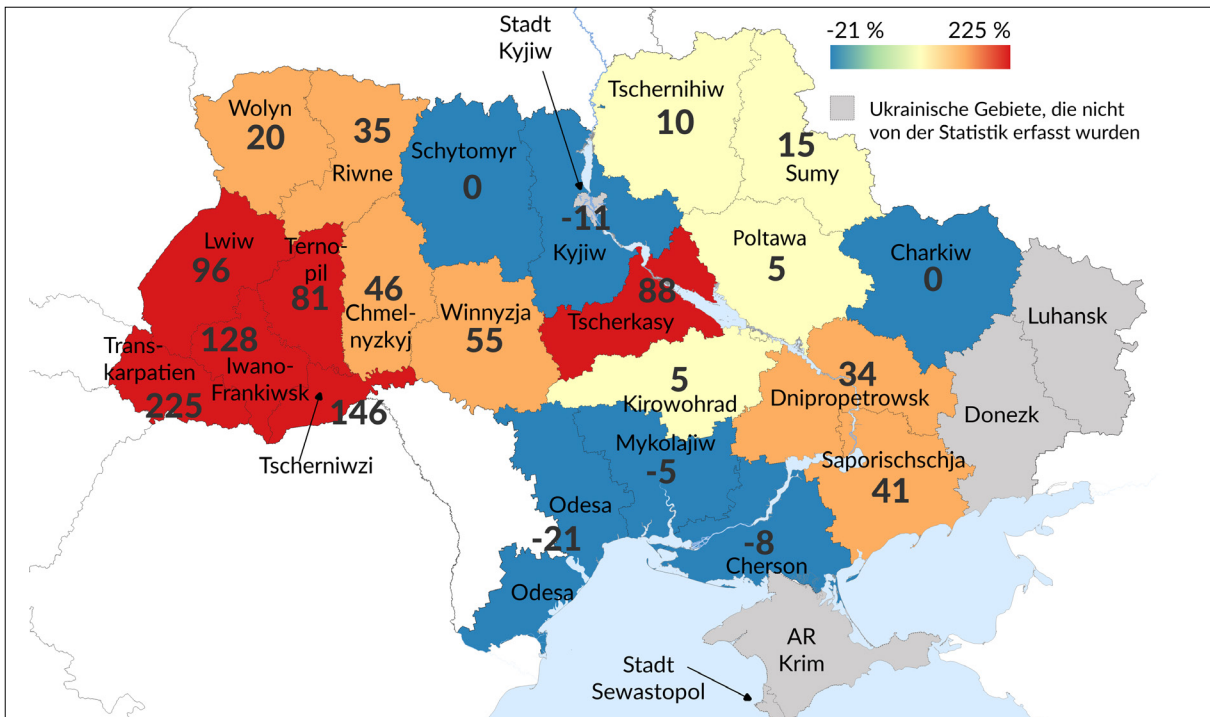 Stadt
Kyjiw
-21 %
225 %
Ukrainische Gebiete, die nicht
von der Statistik erfasst wurden
Wolyn
20
35
Riwne
Schytomyr
0
-11
Kyjiw
Tschernihiw
10
15
Sumy
Lwiw
96
Terno-
pil
81
46
Chmel-
nyzkyj
Winnyzja
55
88
Tscherkasy
Poltawa
5
Charkiw
0
Luhansk
128
Iwano-
Frankiwsk
Trans-
karpatien
225
146
Tscherniwzi
5
Kirowohrad
34
Dnipropetrowsk
Donezk
Mykolajiw
-5
Saporischschja
41
Odesa
-21
Odesa
-8
Cherson
AR
Krim
Stadt
Sewastopol